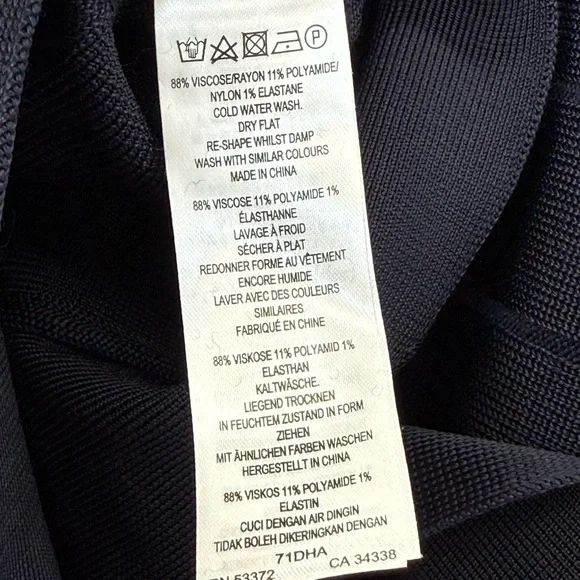 P
88% VISCOSE/RAYON 11% POLYAMIDE/
NYLON 1% ELASTANE
COLD WATER WASH.
DRY FLAT
RE-SHAPE WHILST DAMP
WASH WITH SIMILAR COLOURS
MADE IN CHINA
88% VISCOSE 11% POLYAMIDE 1%
ÉLASTHANNE
LAVAGE À FROID
SÉCHER À PLAT
REDONNER FORME AU VÊTEMENT
ENCORE HUMIDE
LAVER AVEC DES COULEURS
SIMILAIRES
FABRIQUÉ EN CHINE
88% VISKOSE 11% POLYAMID 1%
ELASTHAN
KALTWÄSCHE.
LIEGEND TROCKNEN
IN FEUCHTEM ZUSTAND IN FORM
ZIEHEN
MIT ÄHNLICHEN FARBEN WASCHEN
HERGESTELLT IN CHINA
88% VISKOS 11% POLYAMIDE 1%
ELASTIN
CUCI DENGAN AIR DINGIN
TIDAK BOLEH DIKERINGKAN DENGAN
71DHA
53372 CA 34338